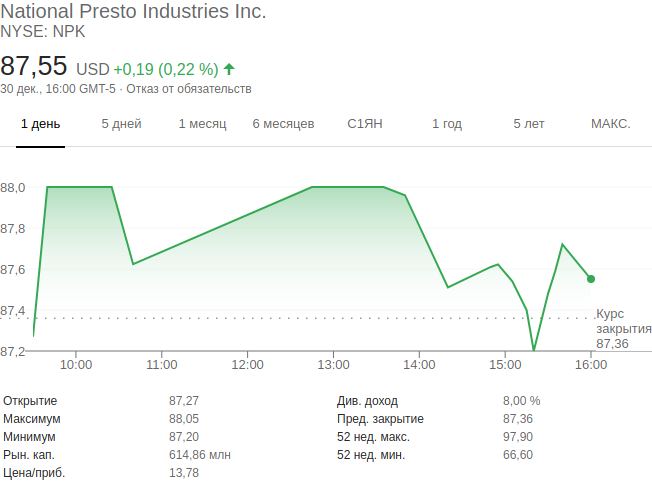 National Presto Industries Inc.
NYSE: NPK
87,55 USD +0,19 (0,22 %)
30 дек., 16:00 GMT-5 · Отказ от обязательств
1 день 5 дней 1 месяц 6 месяцев С1ЯН 1 год 5 лет МАКС.
88,0
87,8
87,6
87,4
87,2
Курс
закрытия
87,36
10:00 11:00 12:00 13:00 14:00 15:00 16:00
Открытие 87,27 Див. доход 8,00 %
Максимум 88,05 Пред. закрытие 87,36
Минимум 87,20 52 нед. макс. 97,90
Рын. кап. 614,86 млн 52 нед. мин. 66,60
Цена/приб. 13,78